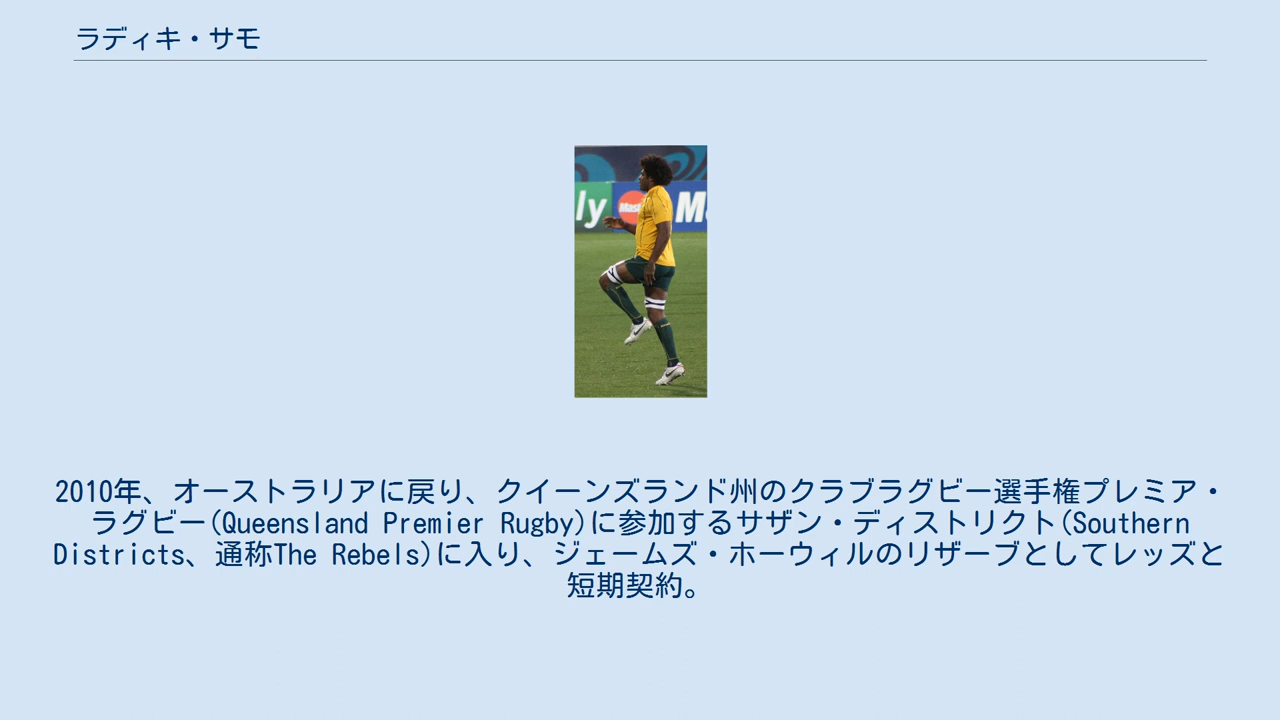 ラディキ・サモ
ly
Mast
M
2010年、オーストラリアに戻り、クイーンズランド州のクラブラグビー選手権プレミア・
ラグビー(Queensland Premier Rugby)に参加するサザン・ディストリクト(Southern
Districts、通称The Rebels)に入り、ジェームズ・ホーウィルのリザーブとしてレッズと
短期契約。